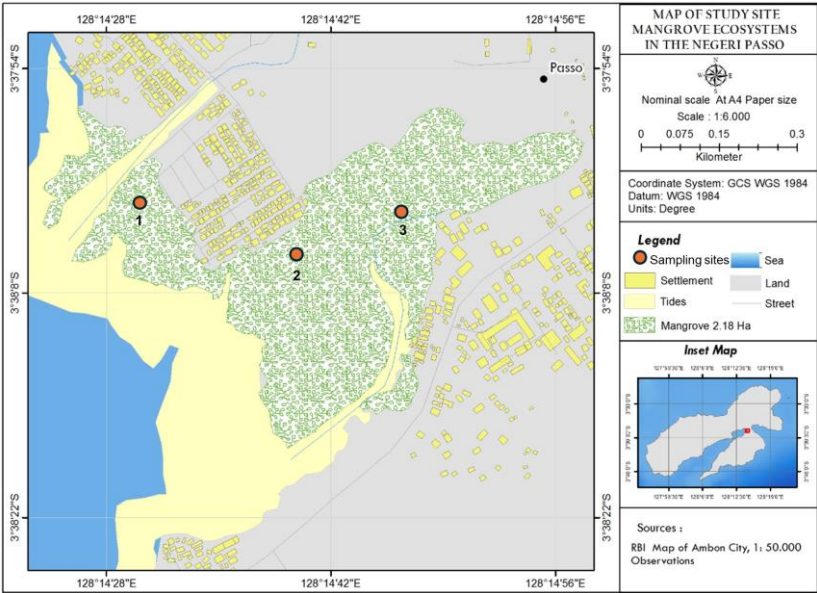 128°14'28"E 128°14'42"E 128°14'56"E
3°37'54"S 3°37'54"S
Passo
1
3
2
3°38'8"S 3°38'8"S
3°38'22"S 3°38'22"S
128°14'28"E 128°14'42"E 128°14'56"E
MAP OF STUDY SITE
MANGROVE ECOSYSTEMS
IN THE NEGERI PASSO
N
W E
S
Nominal scale At A4 Paper size
Scale : 1:6.000
0 0.075 0.15 0.3
Kilometer
Coordinate System: GCS WGS 1984
Datum: WGS 1984
Units: Degree
Legend
Sampling sites Sea
Settlement Land
Tides Street
Mangrove 2.18 Ha
Inset Map
Sources :
RBI Map of Ambon City, 1: 50.000
Observations